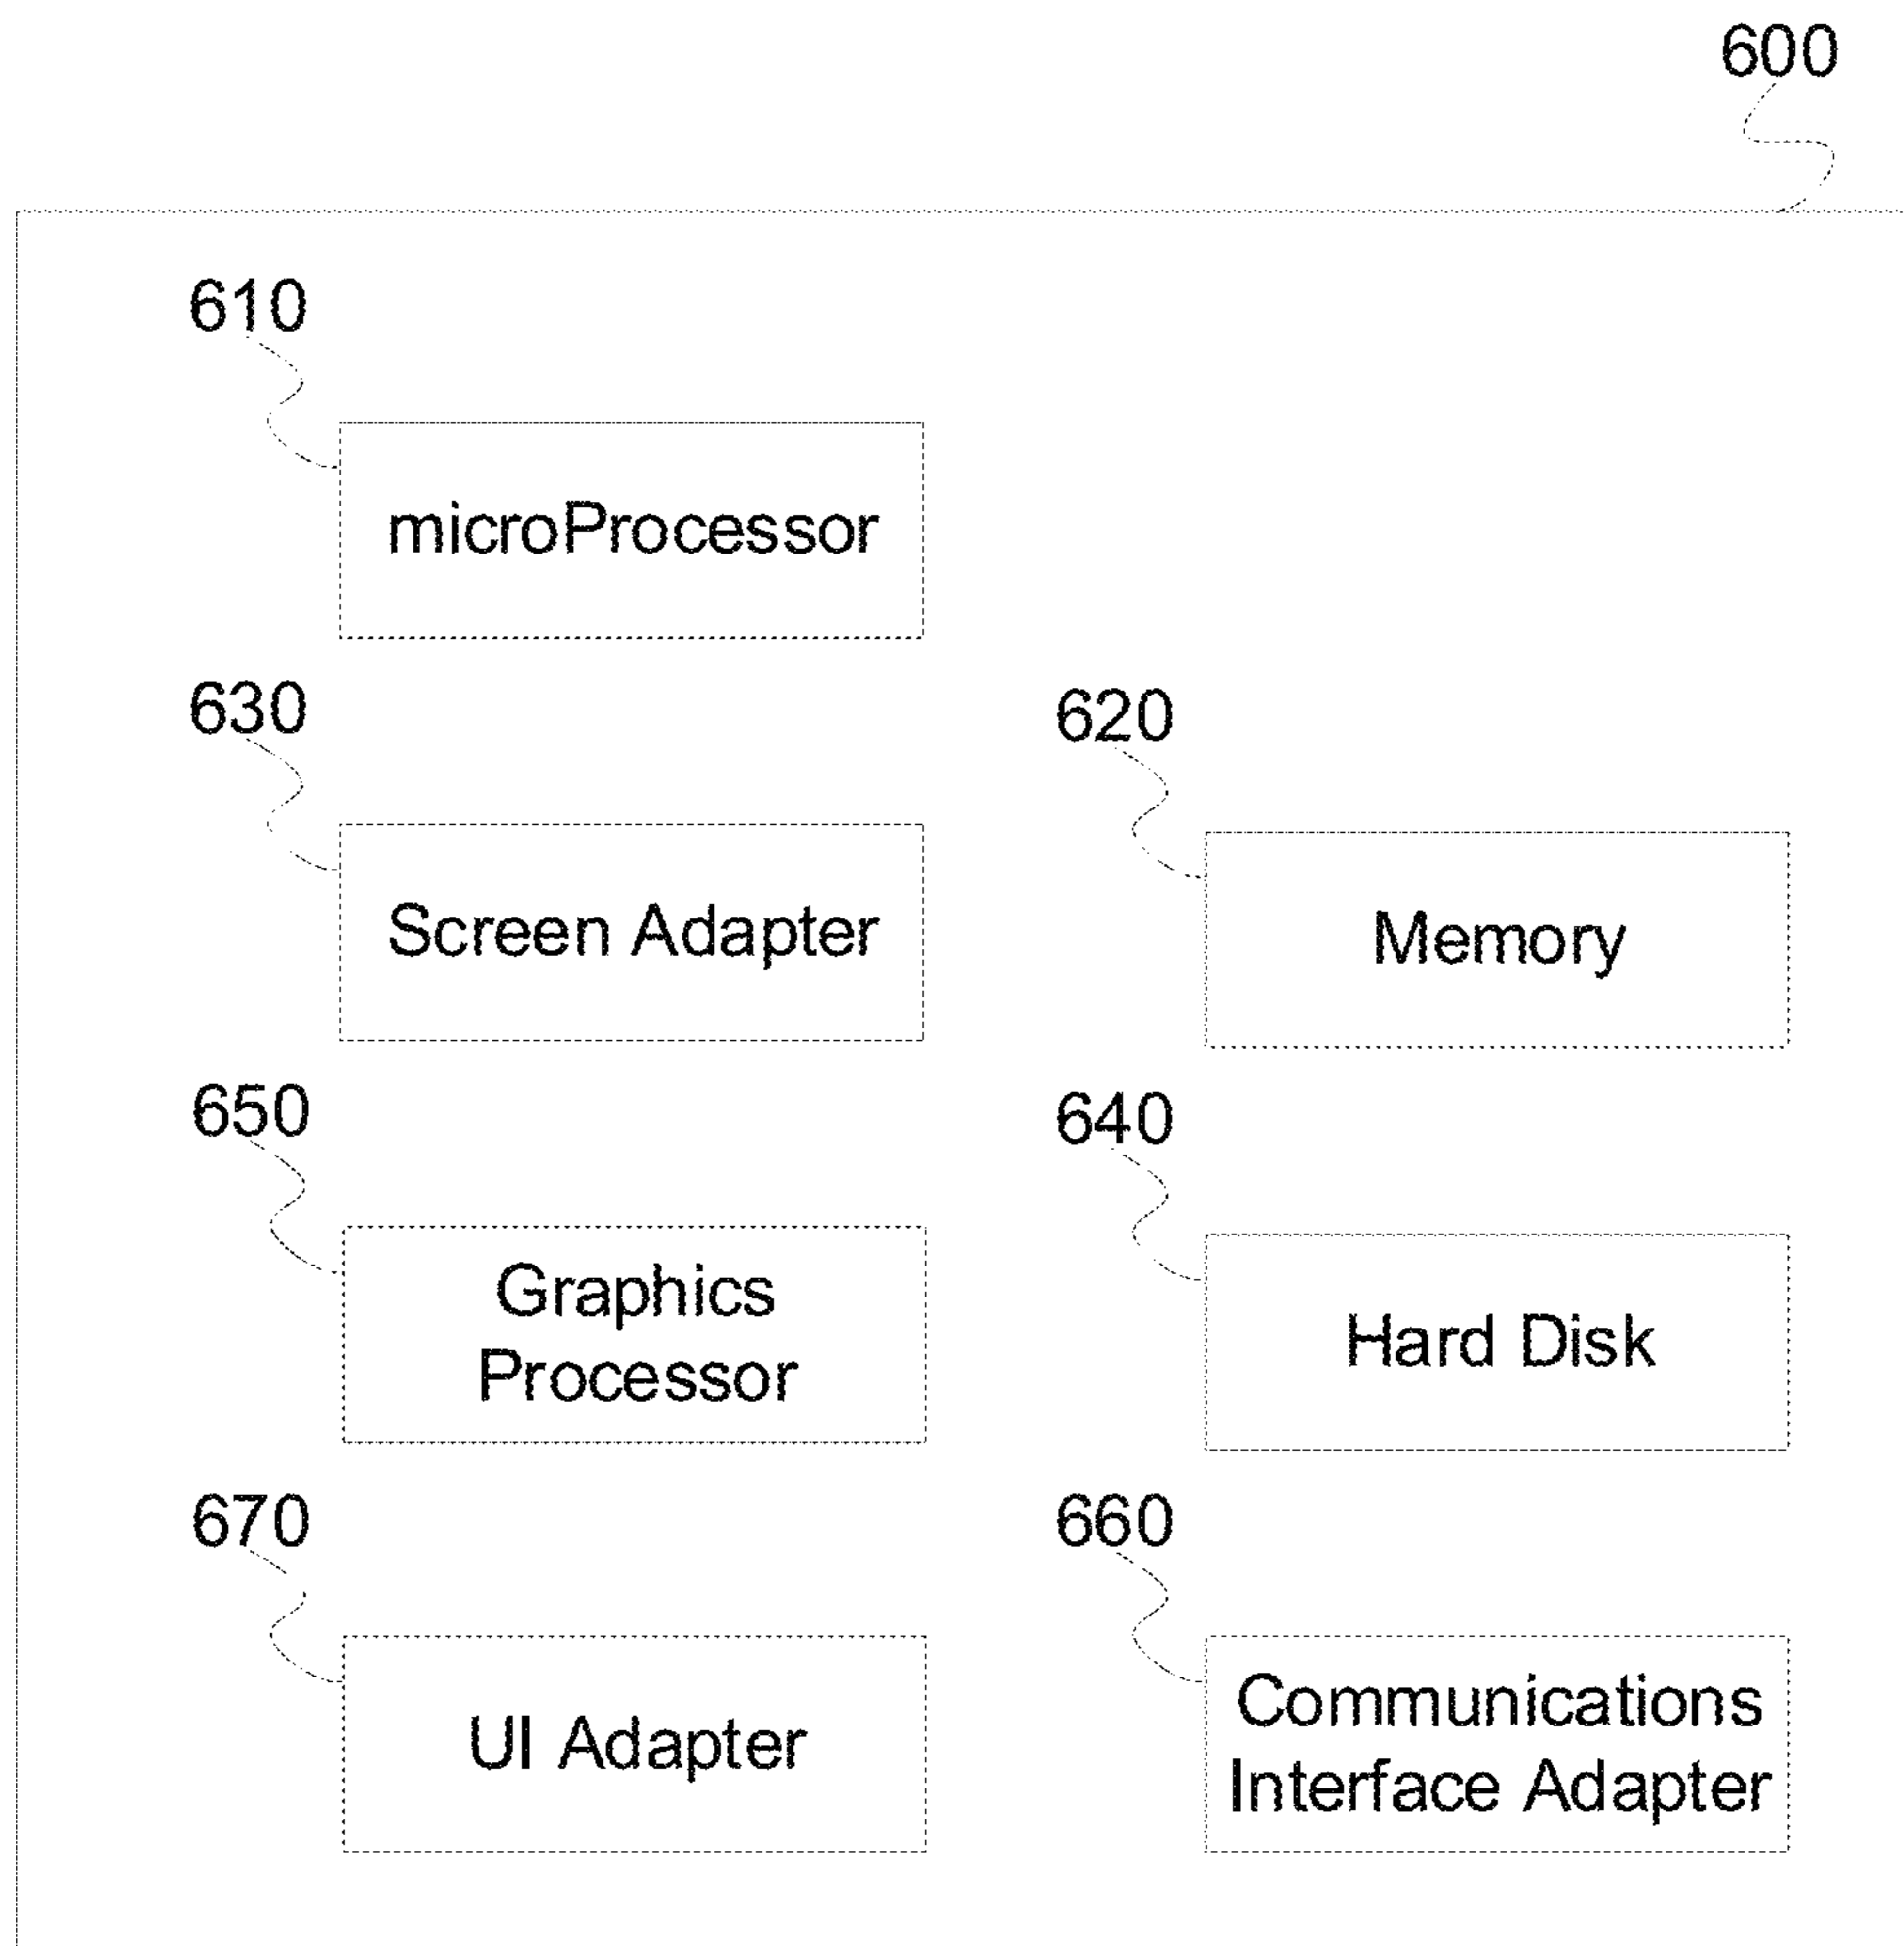 600
610
microProcessor
630
620
Screen Adapter
Memory
650
640
Graphics
Processor
Hard Disk
670
660
UI Adapter
Communications
Interface Adapter